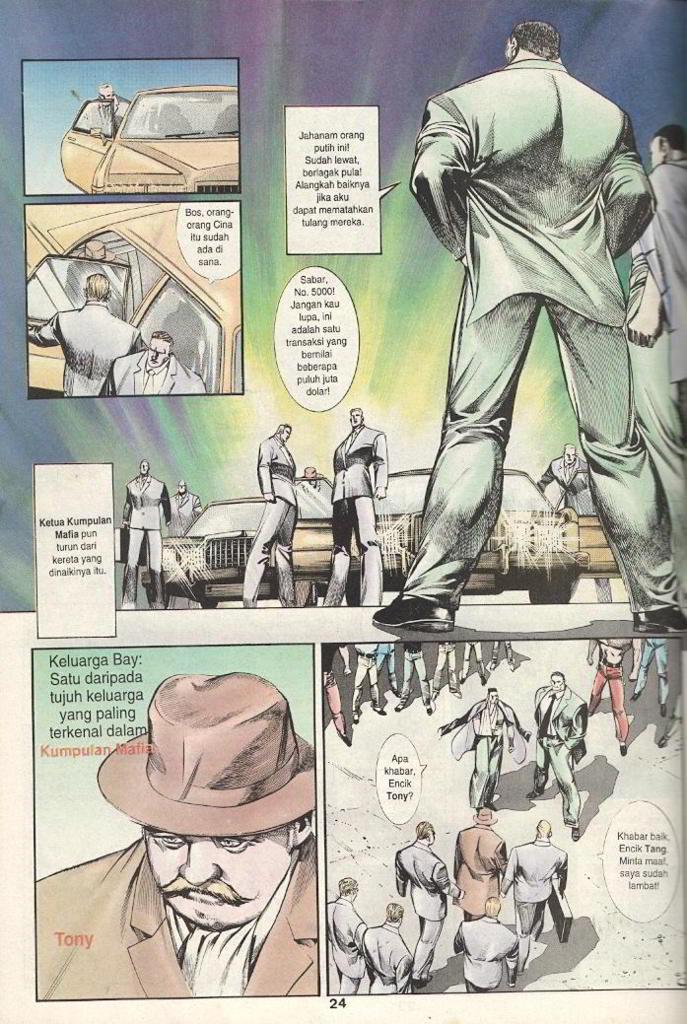 Bos, orang-
orang Cina
itu sudah
ada di
sana.
Jahanam orang
putih ini!
Sudah lewat,
berlagak pula!
Alangkah baiknya
jika aku
dapat mematahkan
tulang mereka.
Sabar,
No. 5000!
Jangan kau
lupa, ini
adalah satu
transaksi yang
bernilai
beberapa
puluh juta
dolar!
Ketua Kumpulan
Mafia pun
turun dari
kereta yang
dinaikinya itu.
Keluarga Bay:
Satu daripada
tujuh keluarga
yang paling
terkenal dalam
Kumpulan Mafia
Tony
Apa
khabar,
Encik
Tony?
Khabar baik,
Encik Tang.
Minta maaf,
saya sudah
lambat!
24